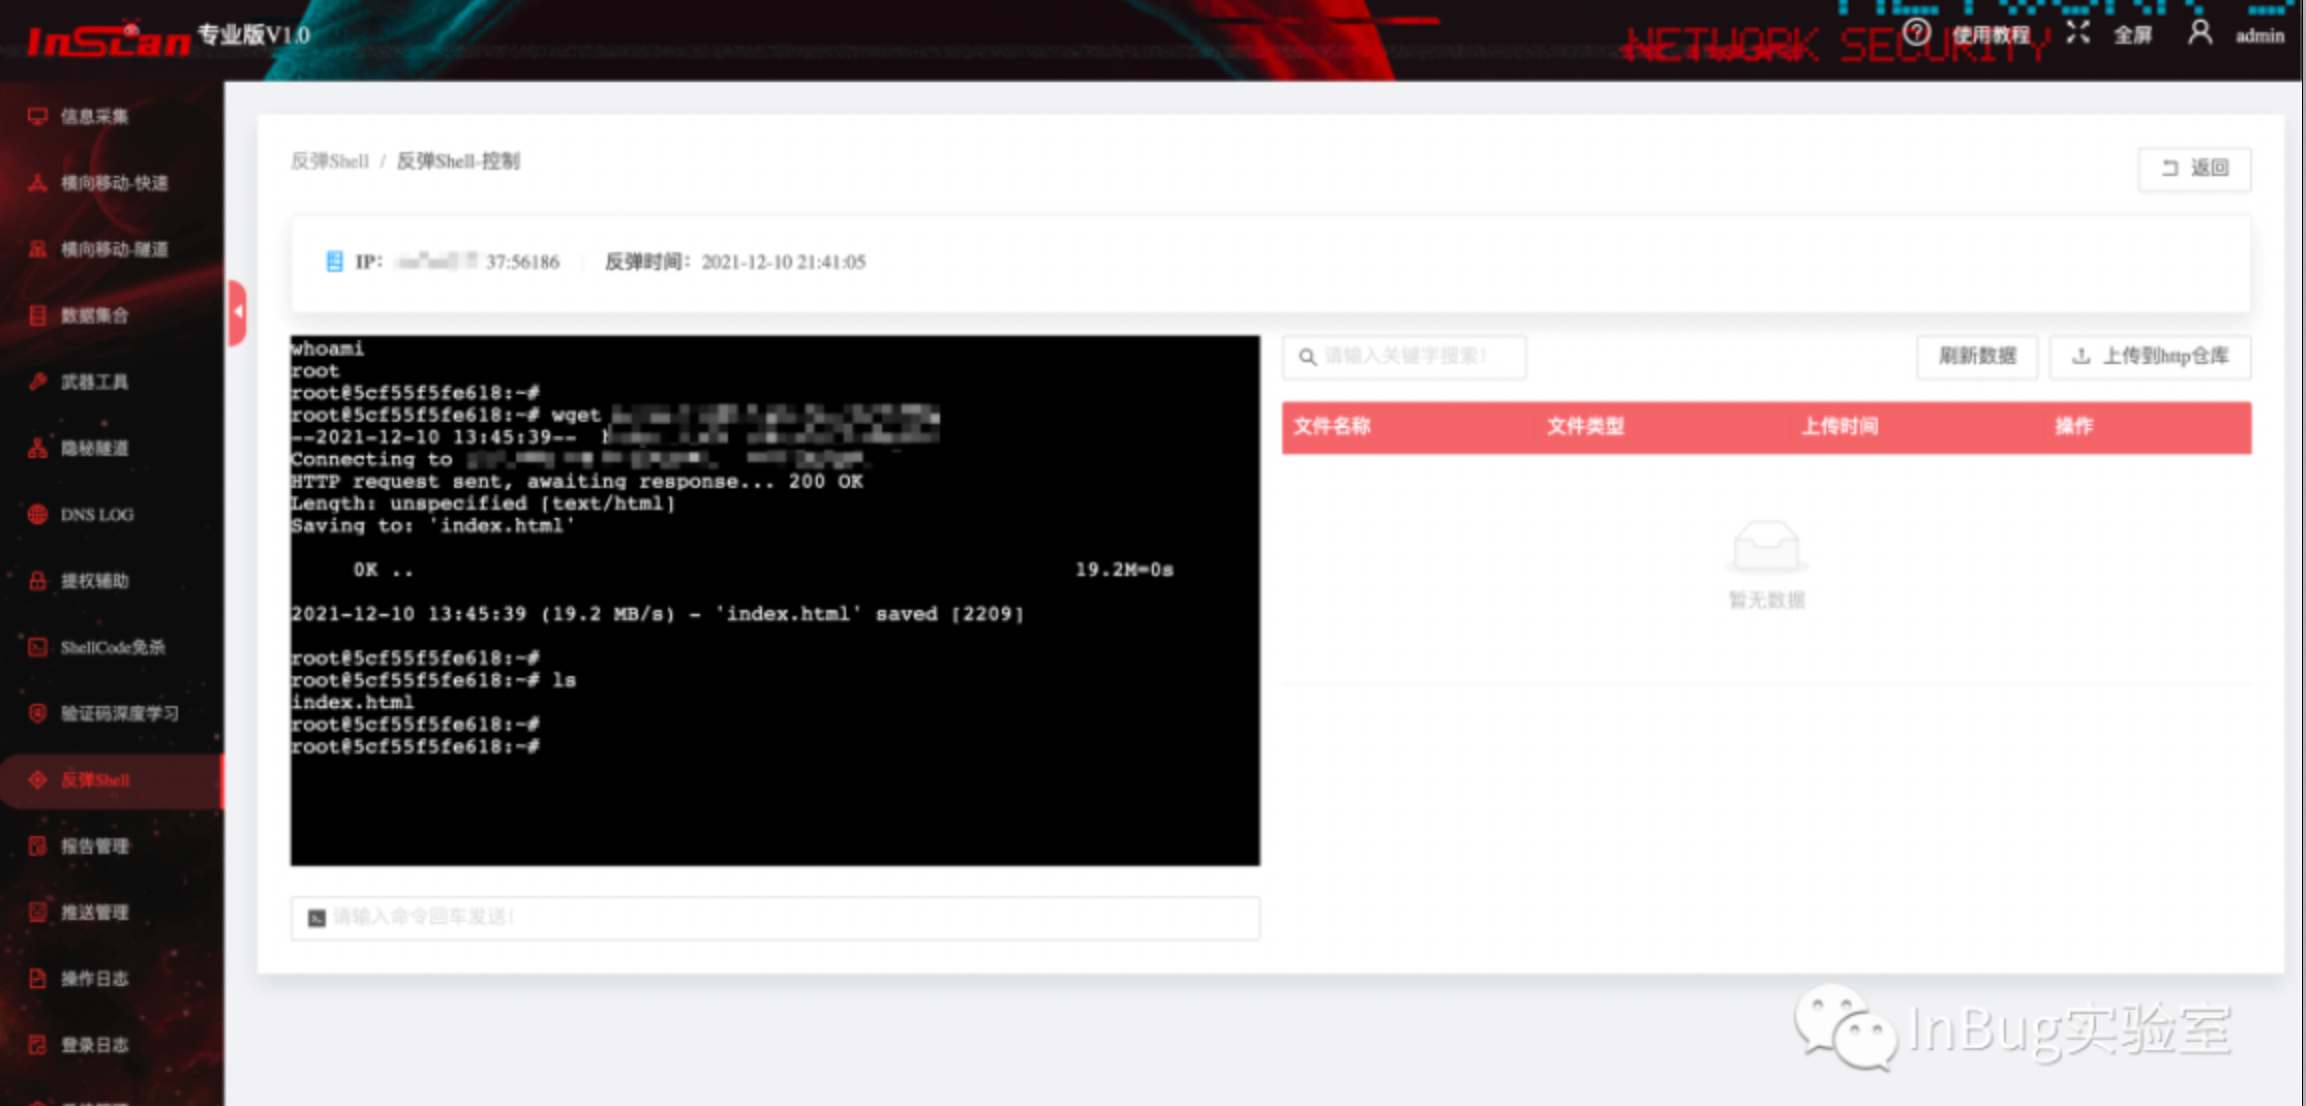 InScan 专业版V1.0
NETWORK SECURITY
使用教程
全屏
admin
信息采集
横向移动-快速
横向移动-隧道
数据集合
武器工具
隐秘隧道
DNS LOG
提权辅助
ShellCode免杀
验证码深度学习
反弹Shell
报告管理
推送管理
操作日志
登录日志
反弹Shell / 反弹Shell-控制
返回
IP: 37:56186 反弹时间: 2021-12-10 21:41:05
whoami
root
root@5cf55f5fe618:~#
root@5cf55f5fe618:~# wget
--2021-12-10 13:45:39--
Connecting to
HTTP request sent, awaiting response... 200 OK
Length: unspecified [text/html]
Saving to: 'index.html'
0K .. 19.2M=0s
2021-12-10 13:45:39 (19.2 MB/s) - 'index.html' saved [2209]
root@5cf55f5fe618:~#
root@5cf55f5fe618:~# ls
index.html
root@5cf55f5fe618:~#
root@5cf55f5fe618:~#
请输入命令回车发送!
请输入关键字搜索!
刷新数据
上传到http仓库
文件名称 文件类型 上传时间 操作
暂无数据
InBug实验室